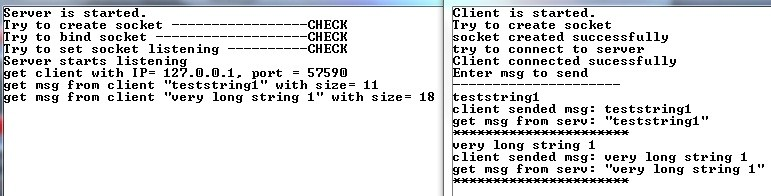 Server is started.
Try to create socket ------------------CHECK
Try to bind socket --------------------CHECK
Try to set socket listening -----------CHECK
Server starts listening
get client with IP= 127.0.0.1, port = 57590
get msg from client "teststring1" with size= 11
get msg from client "very long string 1" with size= 18
Client is started.
Try to create socket
socket created successfully
try to connect to server
Client connected sucessfully
Enter msg to send
----------------------
teststring1
client sended msg: teststring1
get msg from serv: "teststring1"
***********************
very long string 1
client sended msg: very long string 1
get msg from serv: "very long string 1"
***********************